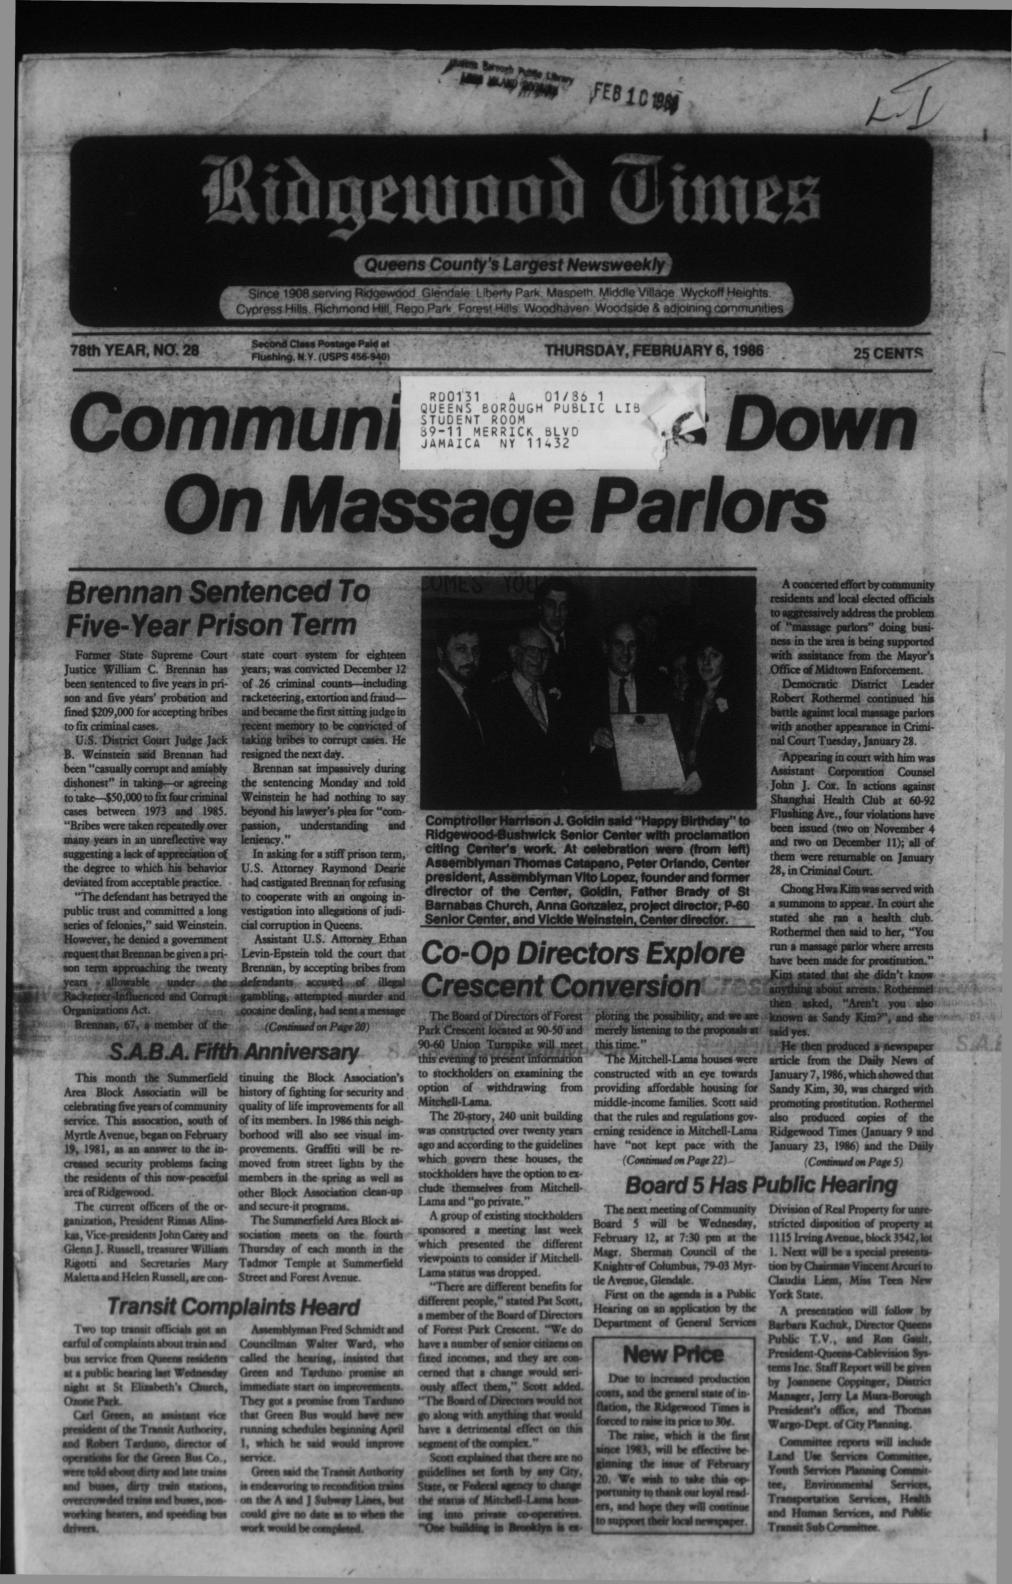 Queens Borough Public Library
FEB 10 1986
L.I
Ridgewood Times
Queens County's Largest Newsweekly
Since 1908 serving Ridgewood, Glendale, Liberty Park, Maspeth, Middle Village, Wyckoff Heights,
Cypress Hills, Richmond Hill, Rego Park, Forest Hills, Woodhaven, Woodside & adjoining communities
78th YEAR, NO. 28
Second Class Postage Paid at
Flushing, N.Y. (USPS 456-940)
THURSDAY, FEBRUARY 6, 1986
25 CENTS
RD0131 A 01/86 1
QUEENS BOROUGH PUBLIC LIB
STUDENT ROOM
89-11 MERRICK BLVD
JAMAICA NY 11432
Communi Down
On Massage Parlors
Brennan Sentenced To
Five-Year Prison Term
Former State Supreme Court
Justice William C. Brennan has
been sentenced to five years in pri-
son and five years' probation and
fined $209,000 for accepting bribes
to fix criminal cases.
U.S. District Court Judge Jack
B. Weinstein said Brennan had
been "casually corrupt and amiably
dishonest" in taking—or agreeing
to take—$50,000 to fix four criminal
cases between 1973 and 1985.
"Bribes were taken repeatedly over
many years in an unreflective way
suggesting a lack of appreciation of
the degree to which his behavior
deviated from acceptable practice.
"The defendant has betrayed the
public trust and committed a long
series of felonies," said Weinstein.
However, he denied a government
request that Brennan be given a pri-
son term approaching the twenty
years allowable under the
Racketeer-Influenced and Corrupt
Organizations Act.
Brennan, 67, a member of the
state court system for eighteen
years, was convicted December 12
of 26 criminal counts—including
racketeering, extortion and fraud—
and became the first sitting judge in
recent memory to be convicted of
taking bribes to corrupt cases. He
resigned the next day.
Brennan sat impassively during
the sentencing Monday and told
Weinstein he had nothing to say
beyond his lawyer's plea for "com-
passion, understanding and
leniency."
In asking for a stiff prison term,
U.S. Attorney Raymond Dearie
had castigated Brennan for refusing
to cooperate with an ongoing in-
vestigation into allegations of judi-
cial corruption in Queens.
Assistant U.S. Attorney Ethan
Levin-Epstein told the court that
Brennan, by accepting bribes from
defendants accused of illegal
gambling, attempted murder and
cocaine dealing, had sent a message
(Continued on Page 20)
S.A.B.A. Fifth Anniversary
This month the Summerfield
Area Block Associatin will be
celebrating five years of community
service. This assocation, south of
Myrtle Avenue, began on February
19, 1981, as an answer to the in-
creased security problems facing
the residents of this now-peaceful
area of Ridgewood.
The current officers of the or-
ganization, President Rimas Alins-
kas, Vice-presidents John Carey and
Glenn J. Russell, treasurer William
Rigotti and Secretaries Mary
Maletta and Helen Russell, are con-
tinuing the Block Association's
history of fighting for security and
quality of life improvements for all
of its members. In 1986 this neigh-
borhood will also see visual im-
provements. Graffiti will be re-
moved from street lights by the
members in the spring as well as
other Block Association clean-up
and secure-it programs.
The Summerfield Area Block as-
sociation meets on the fourth
Thursday of each month in the
Tadmor Temple at Summerfield
Street and Forest Avenue.
Transit Complaints Heard
Two top transit officials got an
earful of complaints about train and
bus service from Queens residents
at a public hearing last Wednesday
night at St Elizabeth's Church,
Ozone Park.
Carl Green, an assistant vice
president of the Transit Authority,
and Robert Tarduno, director of
operations for the Green Bus Co.,
were told about dirty and late trains
and buses, dirty train stations,
overcrowded trains and buses, non-
working heaters, and speeding bus
drivers.
Assemblyman Fred Schmidt and
Councilman Walter Ward, who
called the hearing, insisted that
Green and Tarduno promise an
immediate start on improvements.
They got a promise from Tarduno
that Green Bus would have new
running schedules beginning April
1, which he said would improve
service.
Green said the Transit Authority
is endeavoring to recondition trains
on the A and J Subway Lines, but
could give no date as to when the
work would be completed.
COMES YOU
Comptroller Harrison J. Goldin said "Happy Birthday" to
Ridgewood-Bushwick Senior Center with proclamation
citing Center's work. At celebration were (from left)
Assemblyman Thomas Catapano, Peter Orlando, Center
president, Assemblyman Vito Lopez, founder and former
director of the Center, Goldin, Father Brady of St
Barnabas Church, Anna Gonzalez, project director, P-60
Senior Center, and Vickie Weinstein, Center director.
Co-Op Directors Explore
Crescent Conversion
The Board of Directors of Forest
Park Crescent located at 90-50 and
90-60 Union Turnpike will meet
this evening to present information
to stockholders on examining the
option of withdrawing from
Mitchell-Lama.
The 20-story, 240 unit building
was constructed over twenty years
ago and according to the guidelines
which govern these houses, the
stockholders have the option to ex-
clude themselves from Mitchell-
Lama and "go private."
A group of existing stockholders
sponsored a meeting last week
which presented the different
viewpoints to consider if Mitchell-
Lama status was dropped.
"There are different benefits for
different people," stated Pat Scott,
a member of the Board of Directors
of Forest Park Crescent. "We do
have a number of senior citizens on
fixed incomes, and they are con-
cerned that a change would seri-
ously affect them," Scott added.
"The Board of Directors would not
go along with anything that would
have a detrimental effect on this
segment of the complex."
Scott explained that there are no
guidelines set forth by any City,
State, or Federal agency to change
the status of Mitchell-Lama hous-
ing into private co-operatives.
"One building in Brooklyn is ex-
ploring the possibility, and we are
merely listening to the proposals at
this time."
The Mitchell-Lama houses were
constructed with an eye towards
providing affordable housing for
middle-income families. Scott said
that the rules and regulations gov-
erning residence in Mitchell-Lama
have "not kept pace with the
(Continued on Page 22)
A concerted effort by community
residents and local elected officials
to aggressively address the problem
of "massage parlors" doing busi-
ness in the area is being supported
with assistance from the Mayor's
Office of Midtown Enforcement.
Democratic District Leader
Robert Rothermel continued his
battle against local massage parlors
with another appearance in Crimi-
nal Court Tuesday, January 28.
Appearing in court with him was
Assistant Corporation Counsel
John J. Cox. In actions against
Shanghai Health Club at 60-92
Flushing Ave., four violations have
been issued (two on November 4
and two on December 11); all of
them were returnable on January
28, in Criminal Court.
Chong Hwa Kim was served with
a summons to appear. In court she
stated she ran a health club.
Rothermel then said to her, "You
run a massage parlor where arrests
have been made for prostitution."
Kim stated that she didn't know
anything about arrests. Rothermel
then asked, "Aren't you also
known as Sandy Kim?", and she
said yes.
He then produced a newspaper
article from the Daily News of
January 7, 1986, which showed that
Sandy Kim, 30, was charged with
promoting prostitution. Rothermel
also produced copies of the
Ridgewood Times (January 9 and
January 23, 1986) and the Daily
(Continued on Page 5)
Board 5 Has Public Hearing
The next meeting of Community
Board 5 will be Wednesday,
February 12, at 7:30 pm at the
Msgr. Sherman Council of the
Knights of Columbus, 79-03 Myr-
tle Avenue, Glendale.
First on the agenda is a Public
Hearing on an application by the
Department of General Services
Division of Real Property for unre-
stricted disposition of property at
1115 Irving Avenue, block 3542, lot
1. Next will be a special presenta-
tion by Chairman Vincent Arcuri to
Claudia Liem, Miss Teen New
York State.
A presentation will follow by
Barbara Kuchuk, Director Queens
Public T.V., and Ron Gault,
President-Queens-Cablevision Sys-
tems Inc. Staff Report will be given
by Joannene Coppinger, District
Manager, Jerry La Mura-Borough
President's office, and Thomas
Wargo-Dept. of City Planning.
Committee reports will include
Land Use Services Committee,
Youth Services Planning Commit-
tee, Environmental Services,
Transportation Services, Health
and Human Services, and Public
Transit Sub Committee.
New Price
Due to increased production
costs, and the general state of in-
flation, the Ridgewood Times is
forced to raise its price to 30¢.
The raise, which is the first
since 1983, will be effective be-
ginning the issue of February
20. We wish to take this op-
portunity to thank our loyal read-
ers, and hope they will continue
to support their local newspaper.